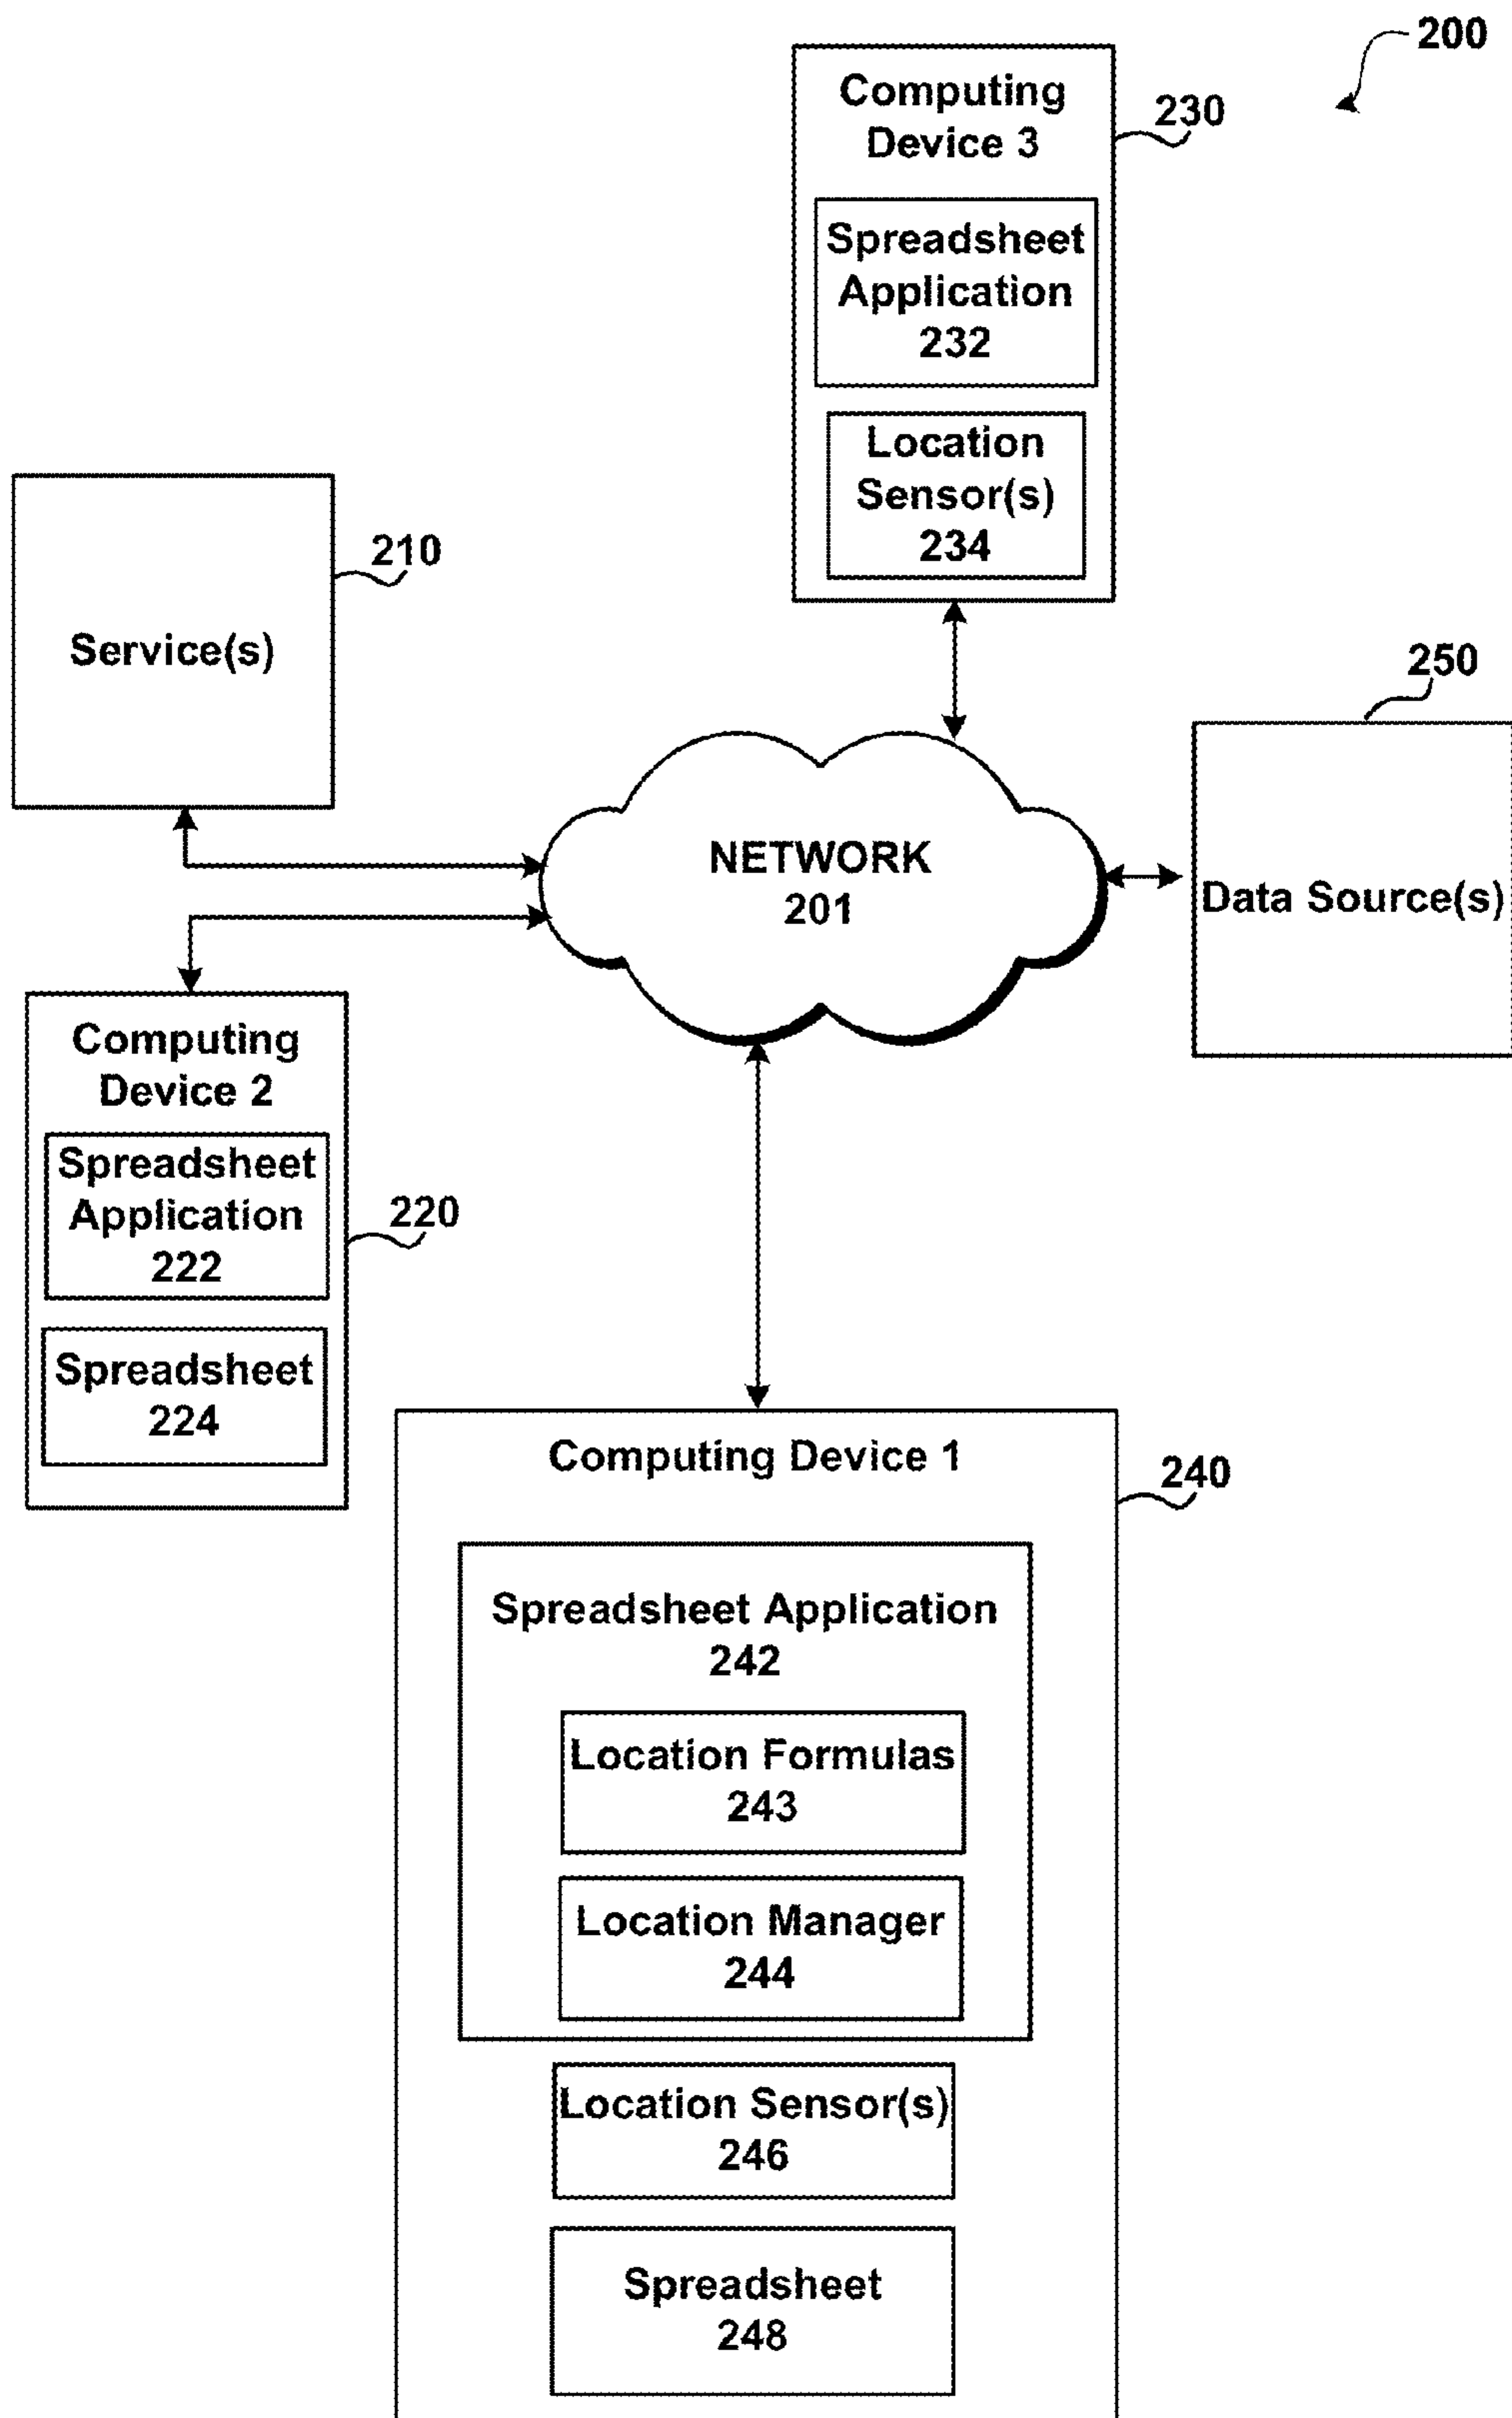 200
Computing
Device 3
230
Spreadsheet
Application
232
Location
Sensor(s)
234
Service(s)
210
250
Data Source(s)
NETWORK
201
Computing
Device 2
Spreadsheet
Application
222
220
Spreadsheet
224
Computing Device 1
240
Spreadsheet Application
242
Location Formulas
243
Location Manager
244
Location Sensor(s)
246
Spreadsheet
248